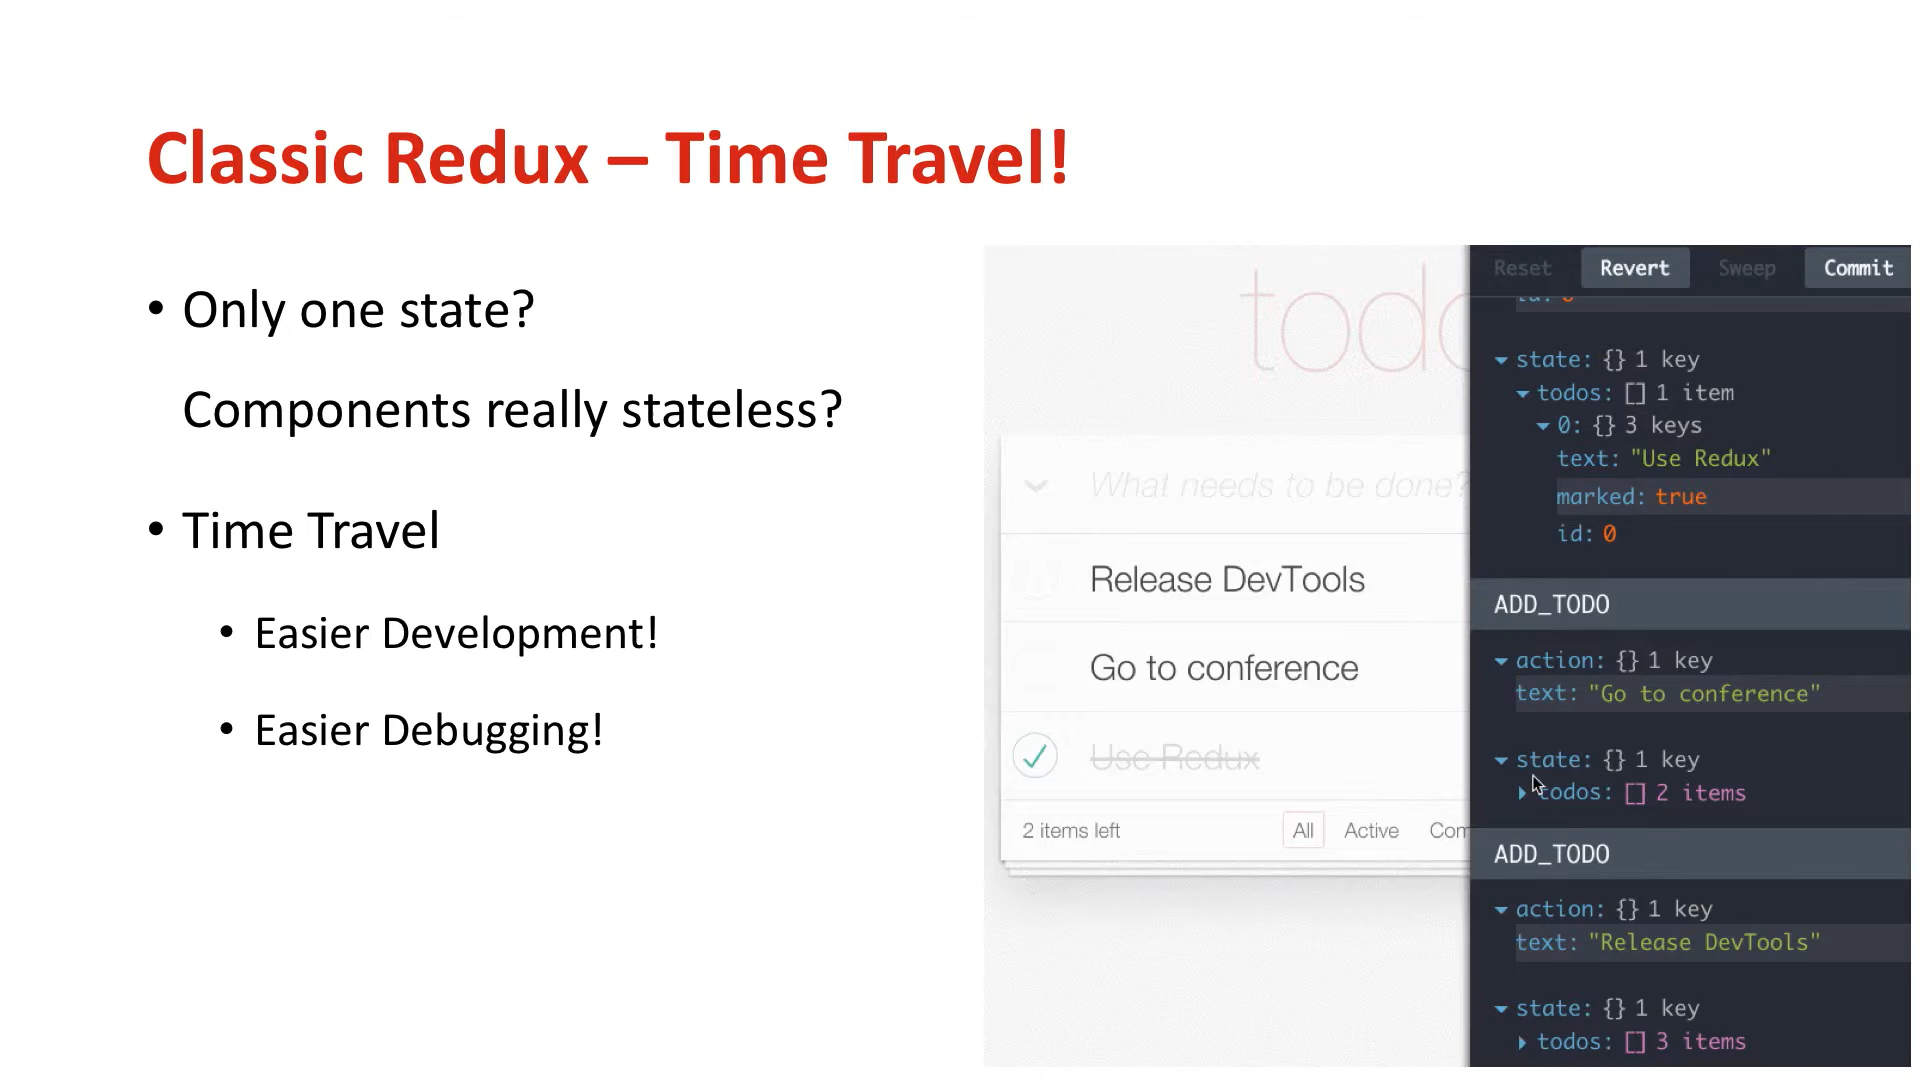 Classic Redux – Time Travel!
• Only one state?
Components really stateless?
• Time Travel
• Easier Development!
• Easier Debugging!
todo
What needs to be done?
Release DevTools
Go to conference
Use Redux
2 items left
All
Active
Com
Reset
Revert
Sweep
Commit
state: {} 1 key
todos: [] 1 item
0: {} 3 keys
text: "Use Redux"
marked: true
id: 0
ADD_TODO
action: {} 1 key
text: "Go to conference"
state: {} 1 key
todos: [] 2 items
ADD_TODO
action: {} 1 key
text: "Release DevTools"
state: {} 1 key
todos: [] 3 items